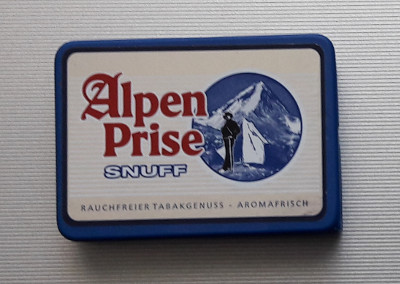 Alpen
Prise
SNUFF
RAUCHFREIER TABAKGENUSS - AROMAFRISCH